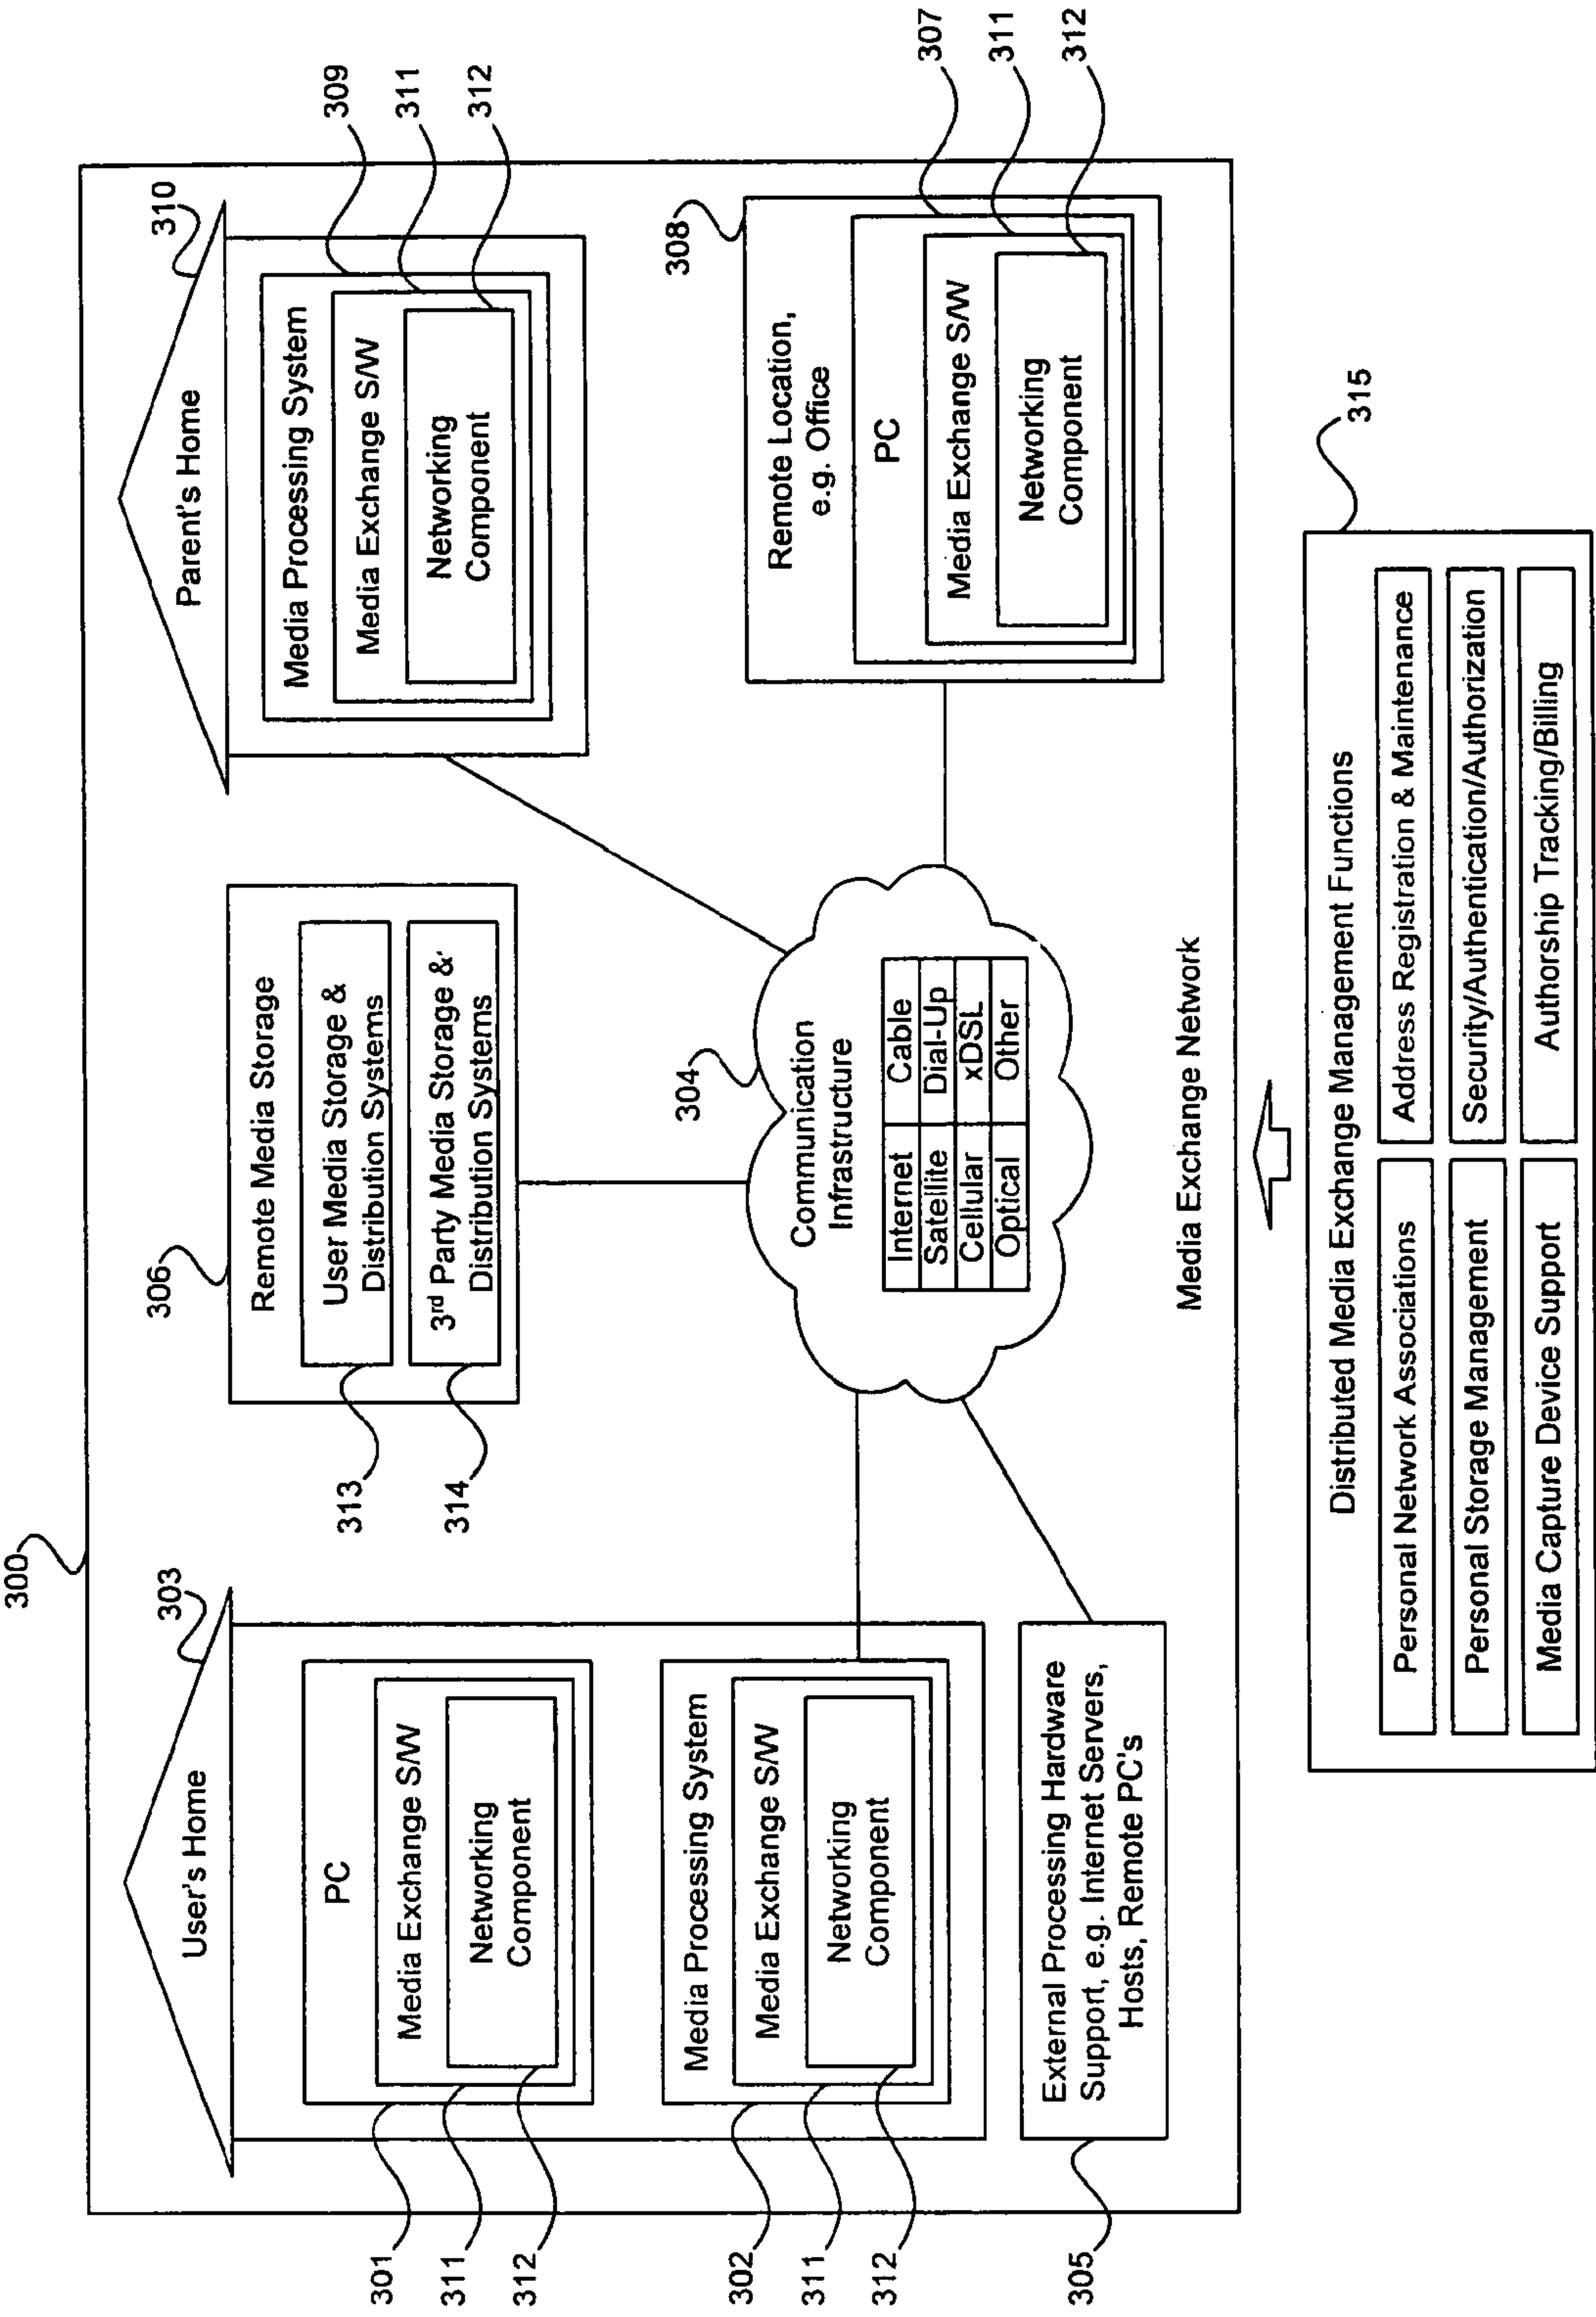 300
303
User's Home
PC
Media Exchange S/W
Networking
Component
301
311
312
Media Processing System
Media Exchange S/W
Networking
Component
302
311
312
External Processing Hardware
Support, e.g. Internet Servers,
Hosts, Remote PC's
305
306
Remote Media Storage
User Media Storage &
Distribution Systems
3rd Party Media Storage &
Distribution Systems
313
314
304
Communication
Infrastructure
Internet Cable
Satellite Dial-Up
Cellular xDSL
Optical Other
310
Parent's Home
Media Processing System
Media Exchange S/W
Networking
Component
309
311
312
308
Remote Location,
e.g. Office
PC
Media Exchange S/W
Networking
Component
307
311
312
Media Exchange Network
315
Distributed Media Exchange Management Functions
Personal Network Associations
Address Registration & Maintenance
Personal Storage Management
Security/Authentication/Authorization
Media Capture Device Support
Authorship Tracking/Billing